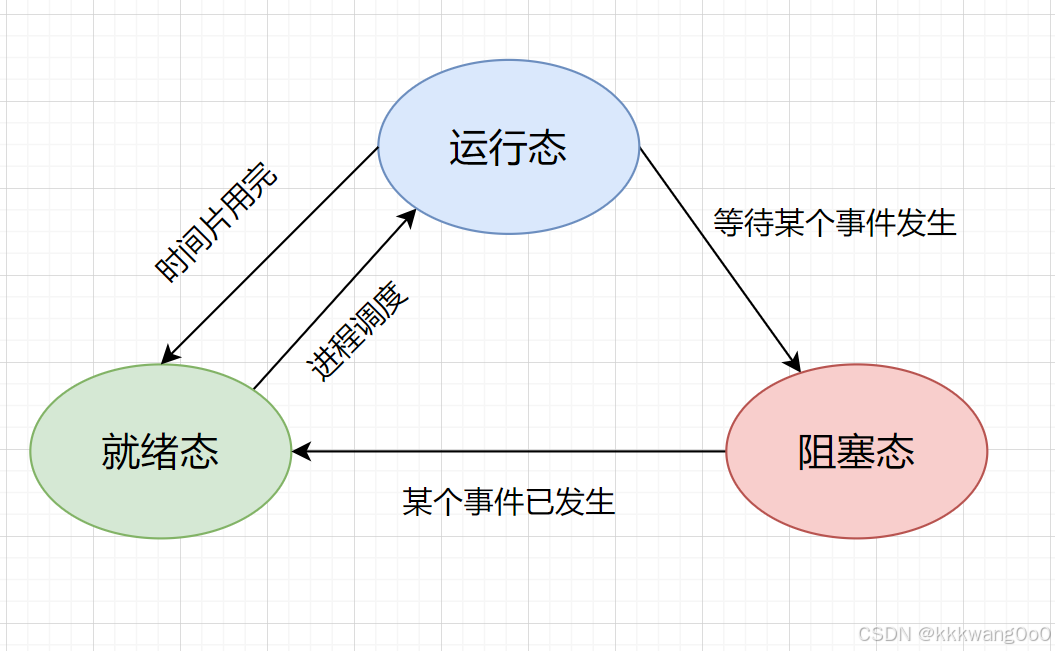 运行态
时间片用完
等待某个事件发生
进程调度
就绪态
阻塞态
某个事件已发生
CSDN @kkkwangOoO